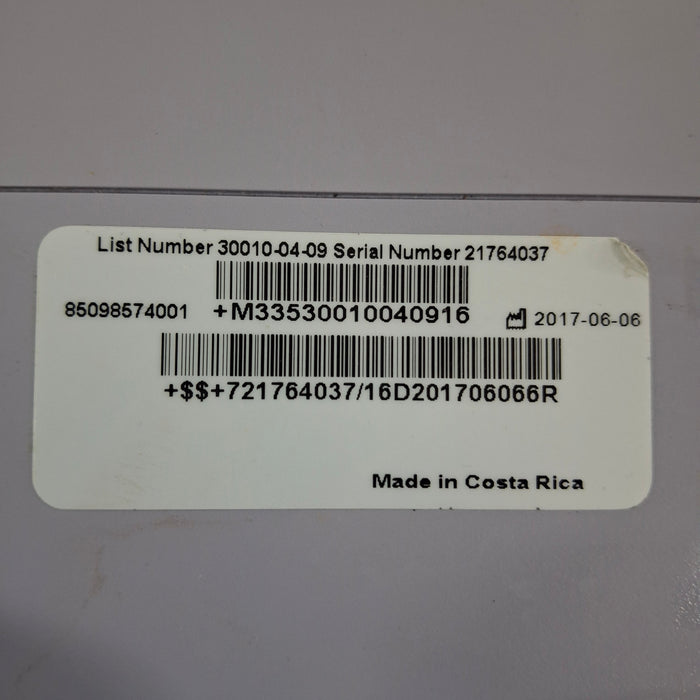 List Number 30010-04-09 Serial Number 21764037
85098574001 +M33530010040916 2017-06-06
+$$+721764037/16D201706066R
Made in Costa Rica